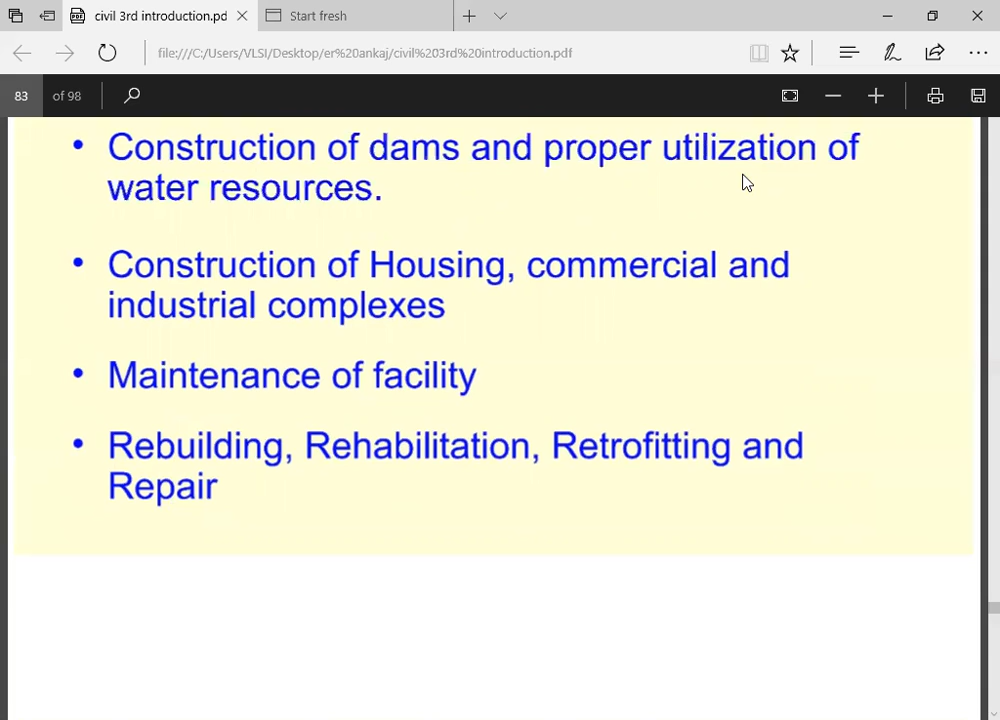 civil 3rd introduction.pd
Start fresh
file:///C:/Users/VLSI/Desktop/er%20ankaj/civil%203rd%20introduction.pdf
83 of 98
• Construction of dams and proper utilization of
water resources.
• Construction of Housing, commercial and
industrial complexes
• Maintenance of facility
• Rebuilding, Rehabilitation, Retrofitting and
Repair